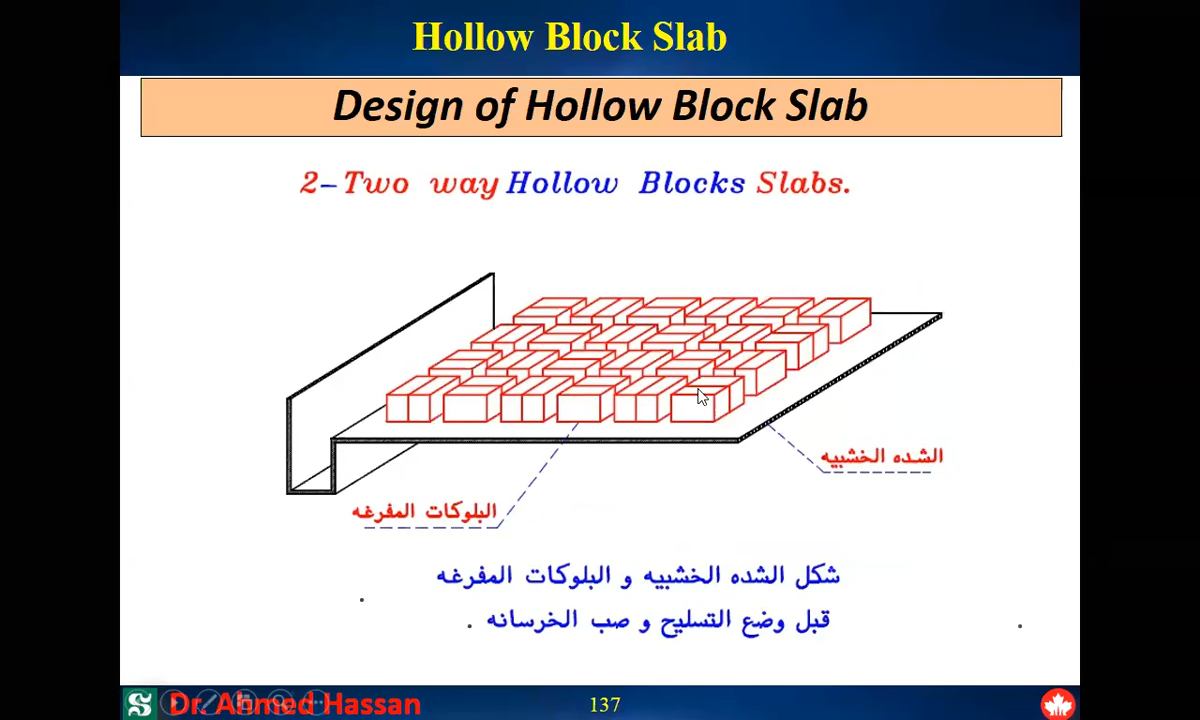 Hollow Block Slab
Design of Hollow Block Slab
2-Two way Hollow Blocks Slabs.
الشده الخشبيه
البلوكات المفرغه
شكل الشده الخشبيه و البلوكات المفرغه
قبل وضع التسليح و صب الخرسانه .
Dr. Ahmed Hassan
137